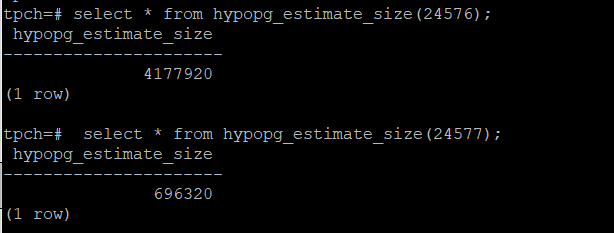 tpch=# select * from hypopg_estimate_size(24576);
 hypopg_estimate_size
----------------------
              4177920
(1 row)

tpch=#  select * from hypopg_estimate_size(24577);
 hypopg_estimate_size
----------------------
               696320
(1 row)